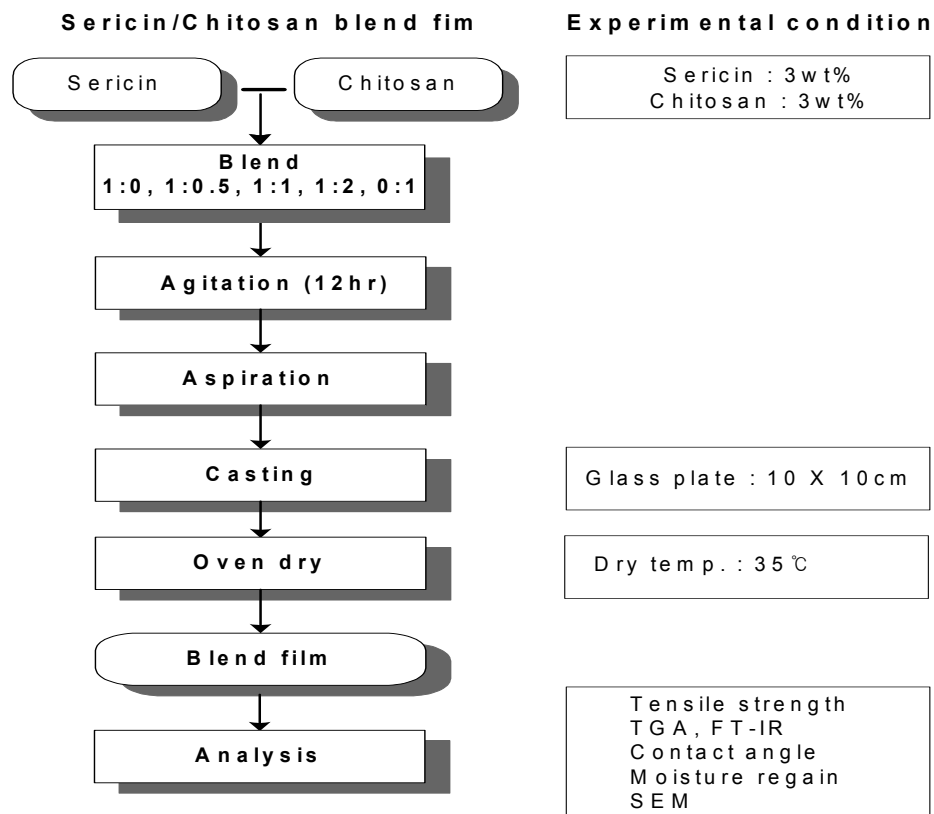 Sericin/Chitosan blend fim
Experimental condition
Sericin
Chitosan
Sericin : 3wt%
Chitosan : 3wt%
Blend
1:0, 1:0.5, 1:1, 1:2, 0:1
Agitation (12hr)
Aspiration
Casting
Glass plate : 10 X 10cm
Oven dry
Dry temp. : 35℃
Blend film
Analysis
Tensile strength
TGA, FT-IR
Contact angle
Moisture regain
SEM